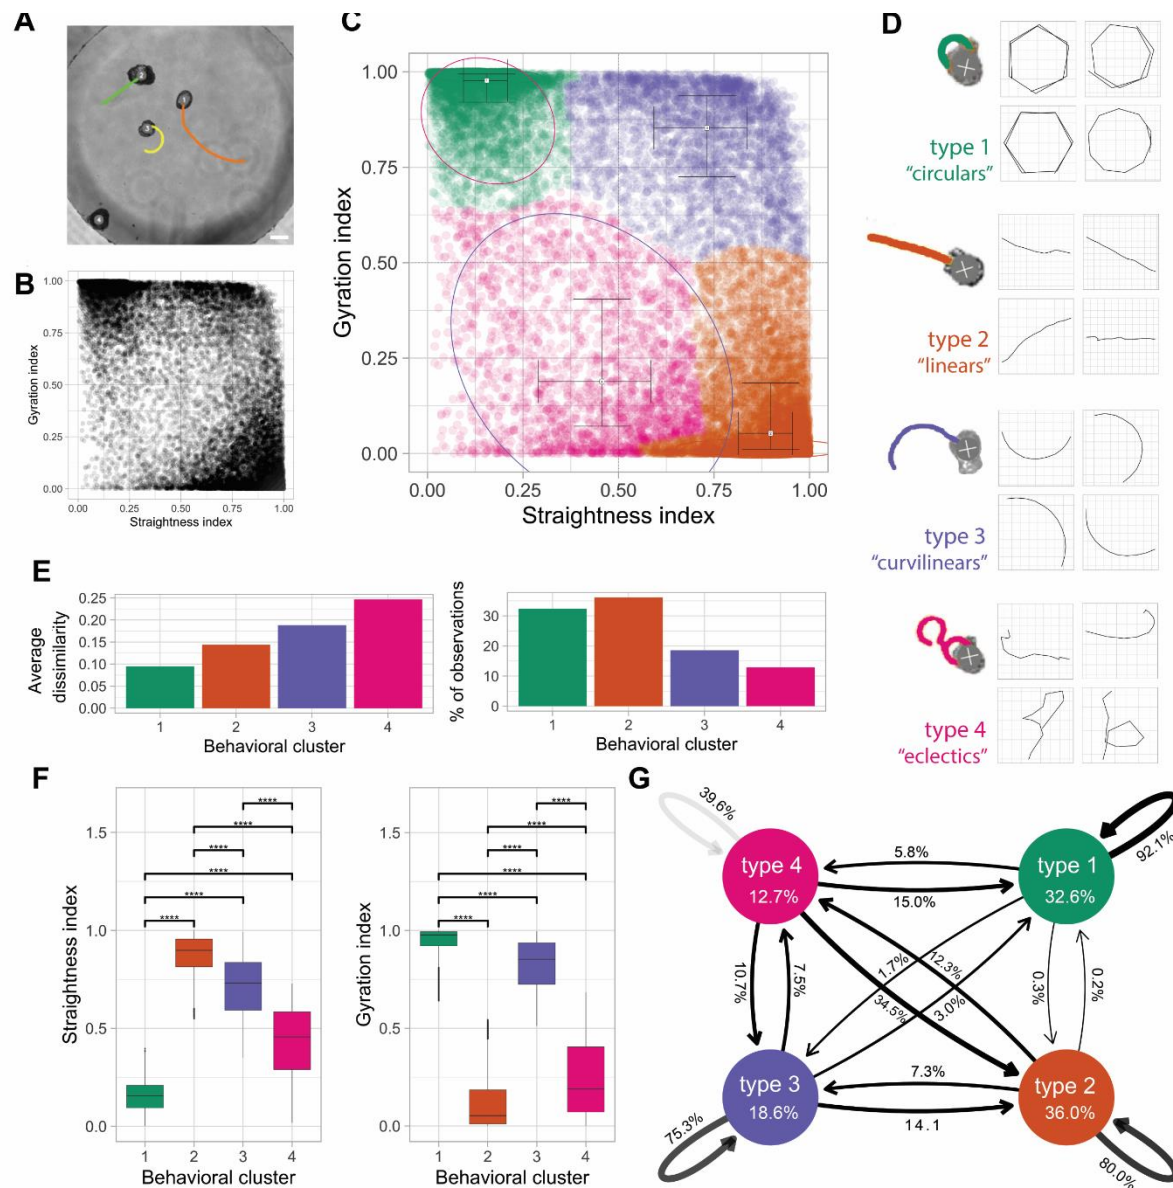 A
B
1.00
0.75
0.50
0.25
0.00
Gyration index
0.00 0.25 0.50 0.75 1.00
Straightness index
C
1.00
0.75
0.50
0.25
0.00
Gyration index
0.00 0.25 0.50 0.75 1.00
Straightness index
D
type 1
“circulars”
type 2
“linears”
type 3
“curvilinears”
type 4
“eclectics”
E
Average
dissimilarity
0.25
0.20
0.15
0.10
0.05
0.00
1 2 3 4
Behavioral cluster
% of observations
30
20
10
0
1 2 3 4
Behavioral cluster
F
Straightness index
1.5
1.0
0.5
0.0
****
****
****
****
****
****
1 2 3 4
Behavioral cluster
Gyration index
1.5
1.0
0.5
0.0
****
****
****
****
****
****
1 2 3 4
Behavioral cluster
G
39.6%
type 4
12.7%
5.8%
15.0%
type 1
32.6%
92.1%
10.7%
7.5%
1.7%
12.3%
34.5%
3.0%
0.3%
0.2%
type 3
18.6%
7.3%
14.1
type 2
36.0%
75.3%
80.0%